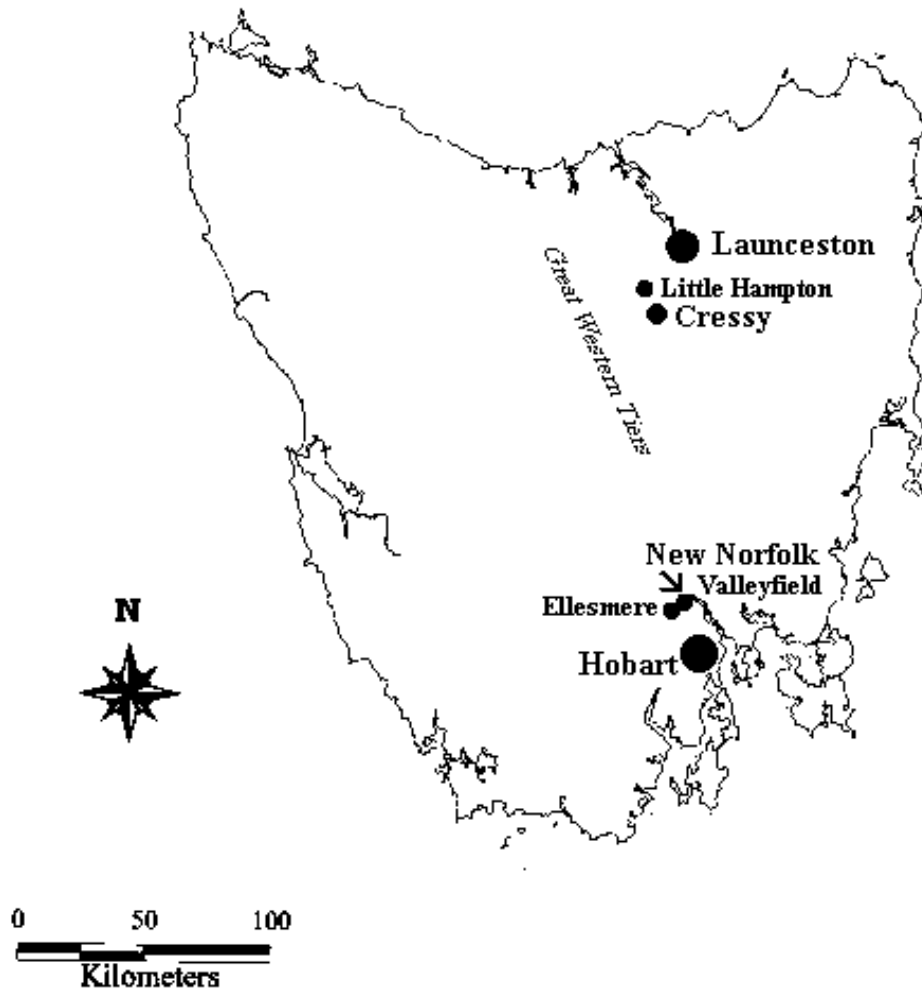 Launceston
Little Hampton
Cressy
Great Western Tiers
New Norfolk
Valleyfield
Ellesmere
Hobart
N
0 50 100
Kilometers